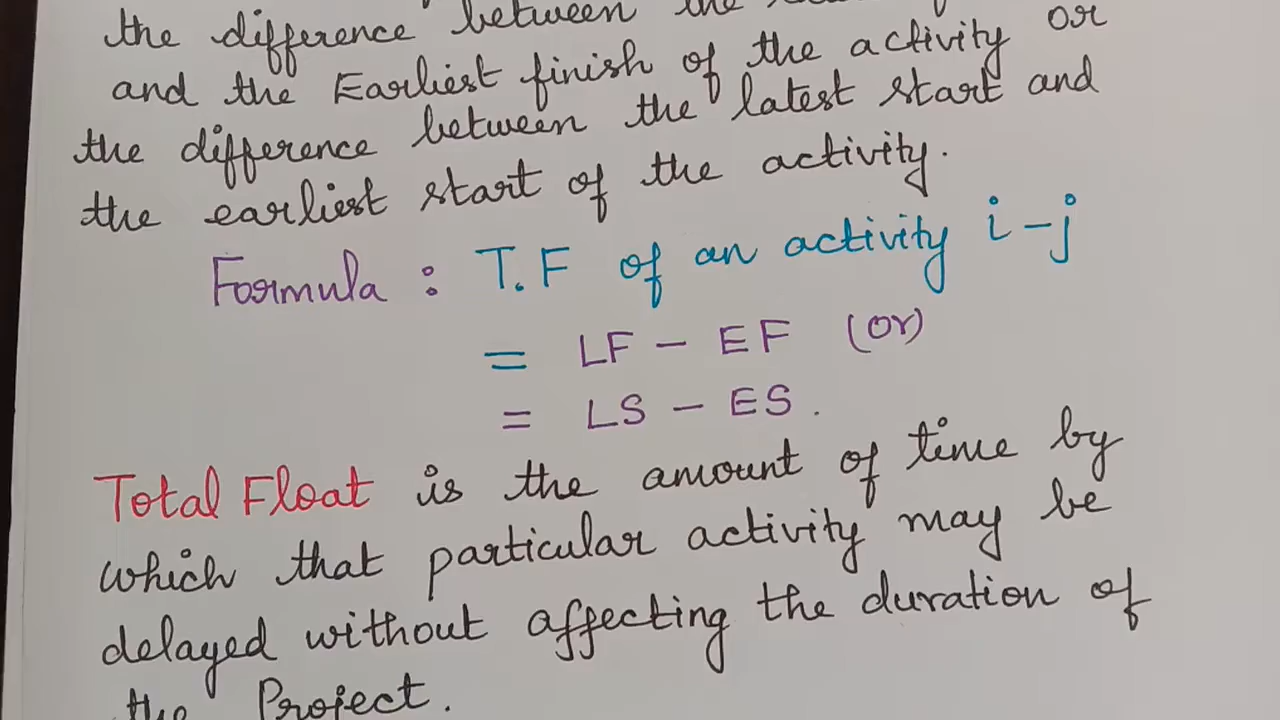 the difference between the
and the Earliest finish of the activity or
the difference between the latest start and
the earliest start of the activity.
Formula : T.F of an activity i-j
= LF - EF (or)
= LS - ES.
Total Float is the amount of time by
which that particular activity may be
delayed without affecting the duration of
the Project.